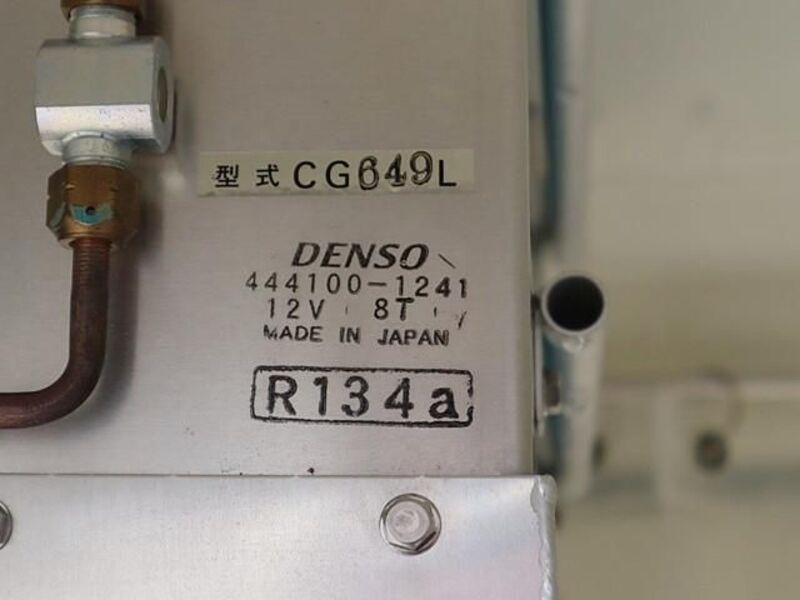 型式 CG649L
DENSO
444100-1241
12V 8T
MADE IN JAPAN
R134a